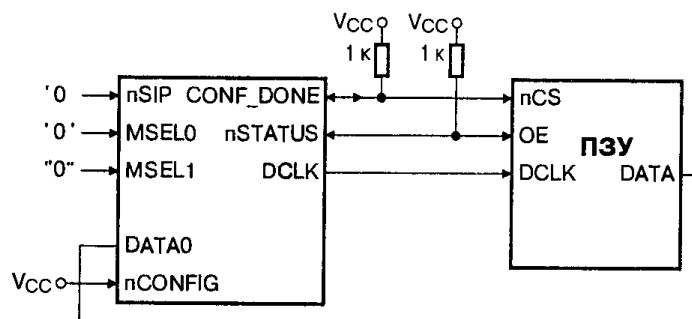 VCC VCC
1 к 1 к
'0 nSIP CONF_DONE nCS
'0' MSEL0 nSTATUS OE
ПЗУ
"0" MSEL1 DCLK DCLK DATA
DATA0
VCC nCONFIG